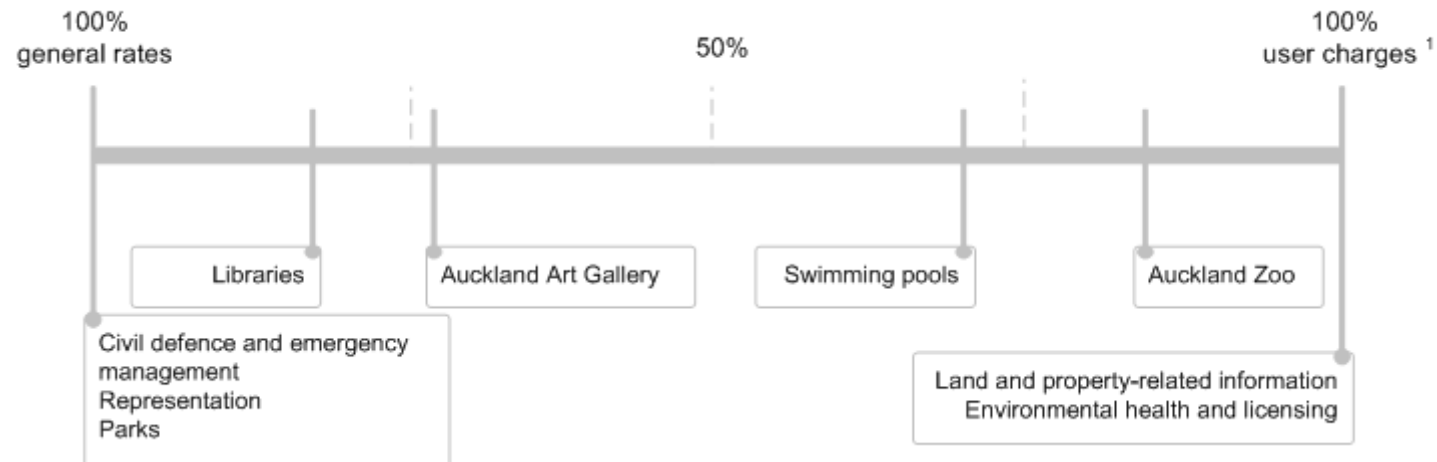 100%
general rates
50%
100%
user charges 1
Libraries
Auckland Art Gallery
Swimming pools
Auckland Zoo
Civil defence and emergency
management
Representation
Parks
Land and property-related information
Environmental health and licensing